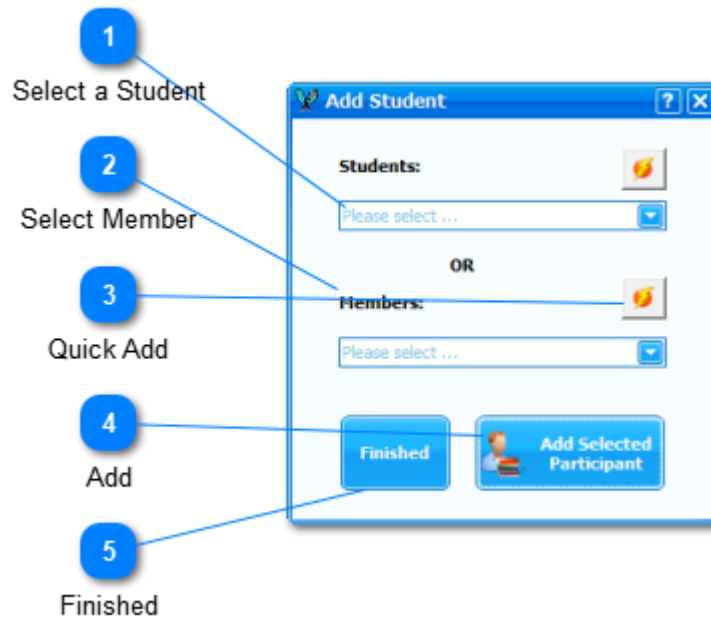 1
Select a Student
2
Select Member
3
Quick Add
4
Add
5
Finished
Add Student
Students:
Please select ...
OR
Members:
Please select ...
Finished
Add Selected
Participant